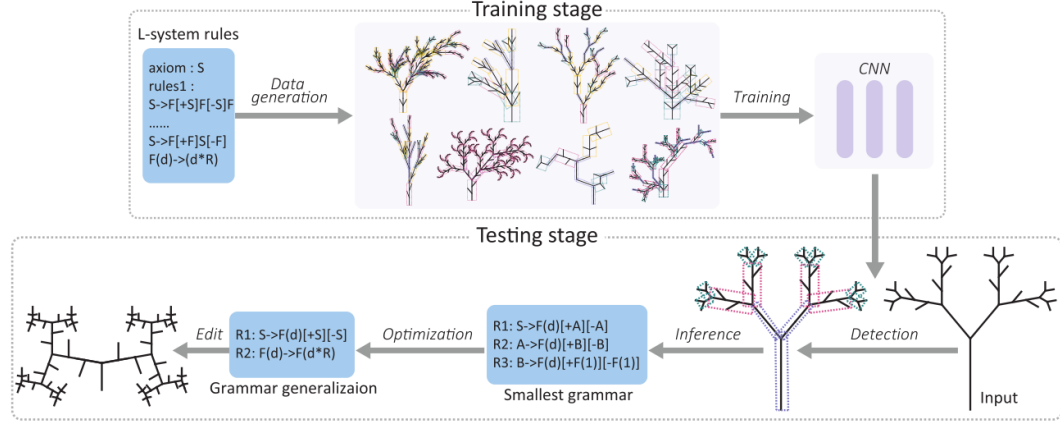 Training stage
L-system rules
axiom : S
rules1 :
S->F[+S]F[-S]F
......
S->F[+F]S[-F]
F(d)->(d*R)
Data
generation
Training
CNN
Testing stage
Edit
R1: S->F(d)[+S][-S]
R2: F(d)->F(d*R)
Grammar generalizaion
Optimization
R1: S->F(d)[+A][-A]
R2: A->F(d)[+B][-B]
R3: B->F(d)[+F(1)][-F(1)]
Smallest grammar
Inference
Detection
Input